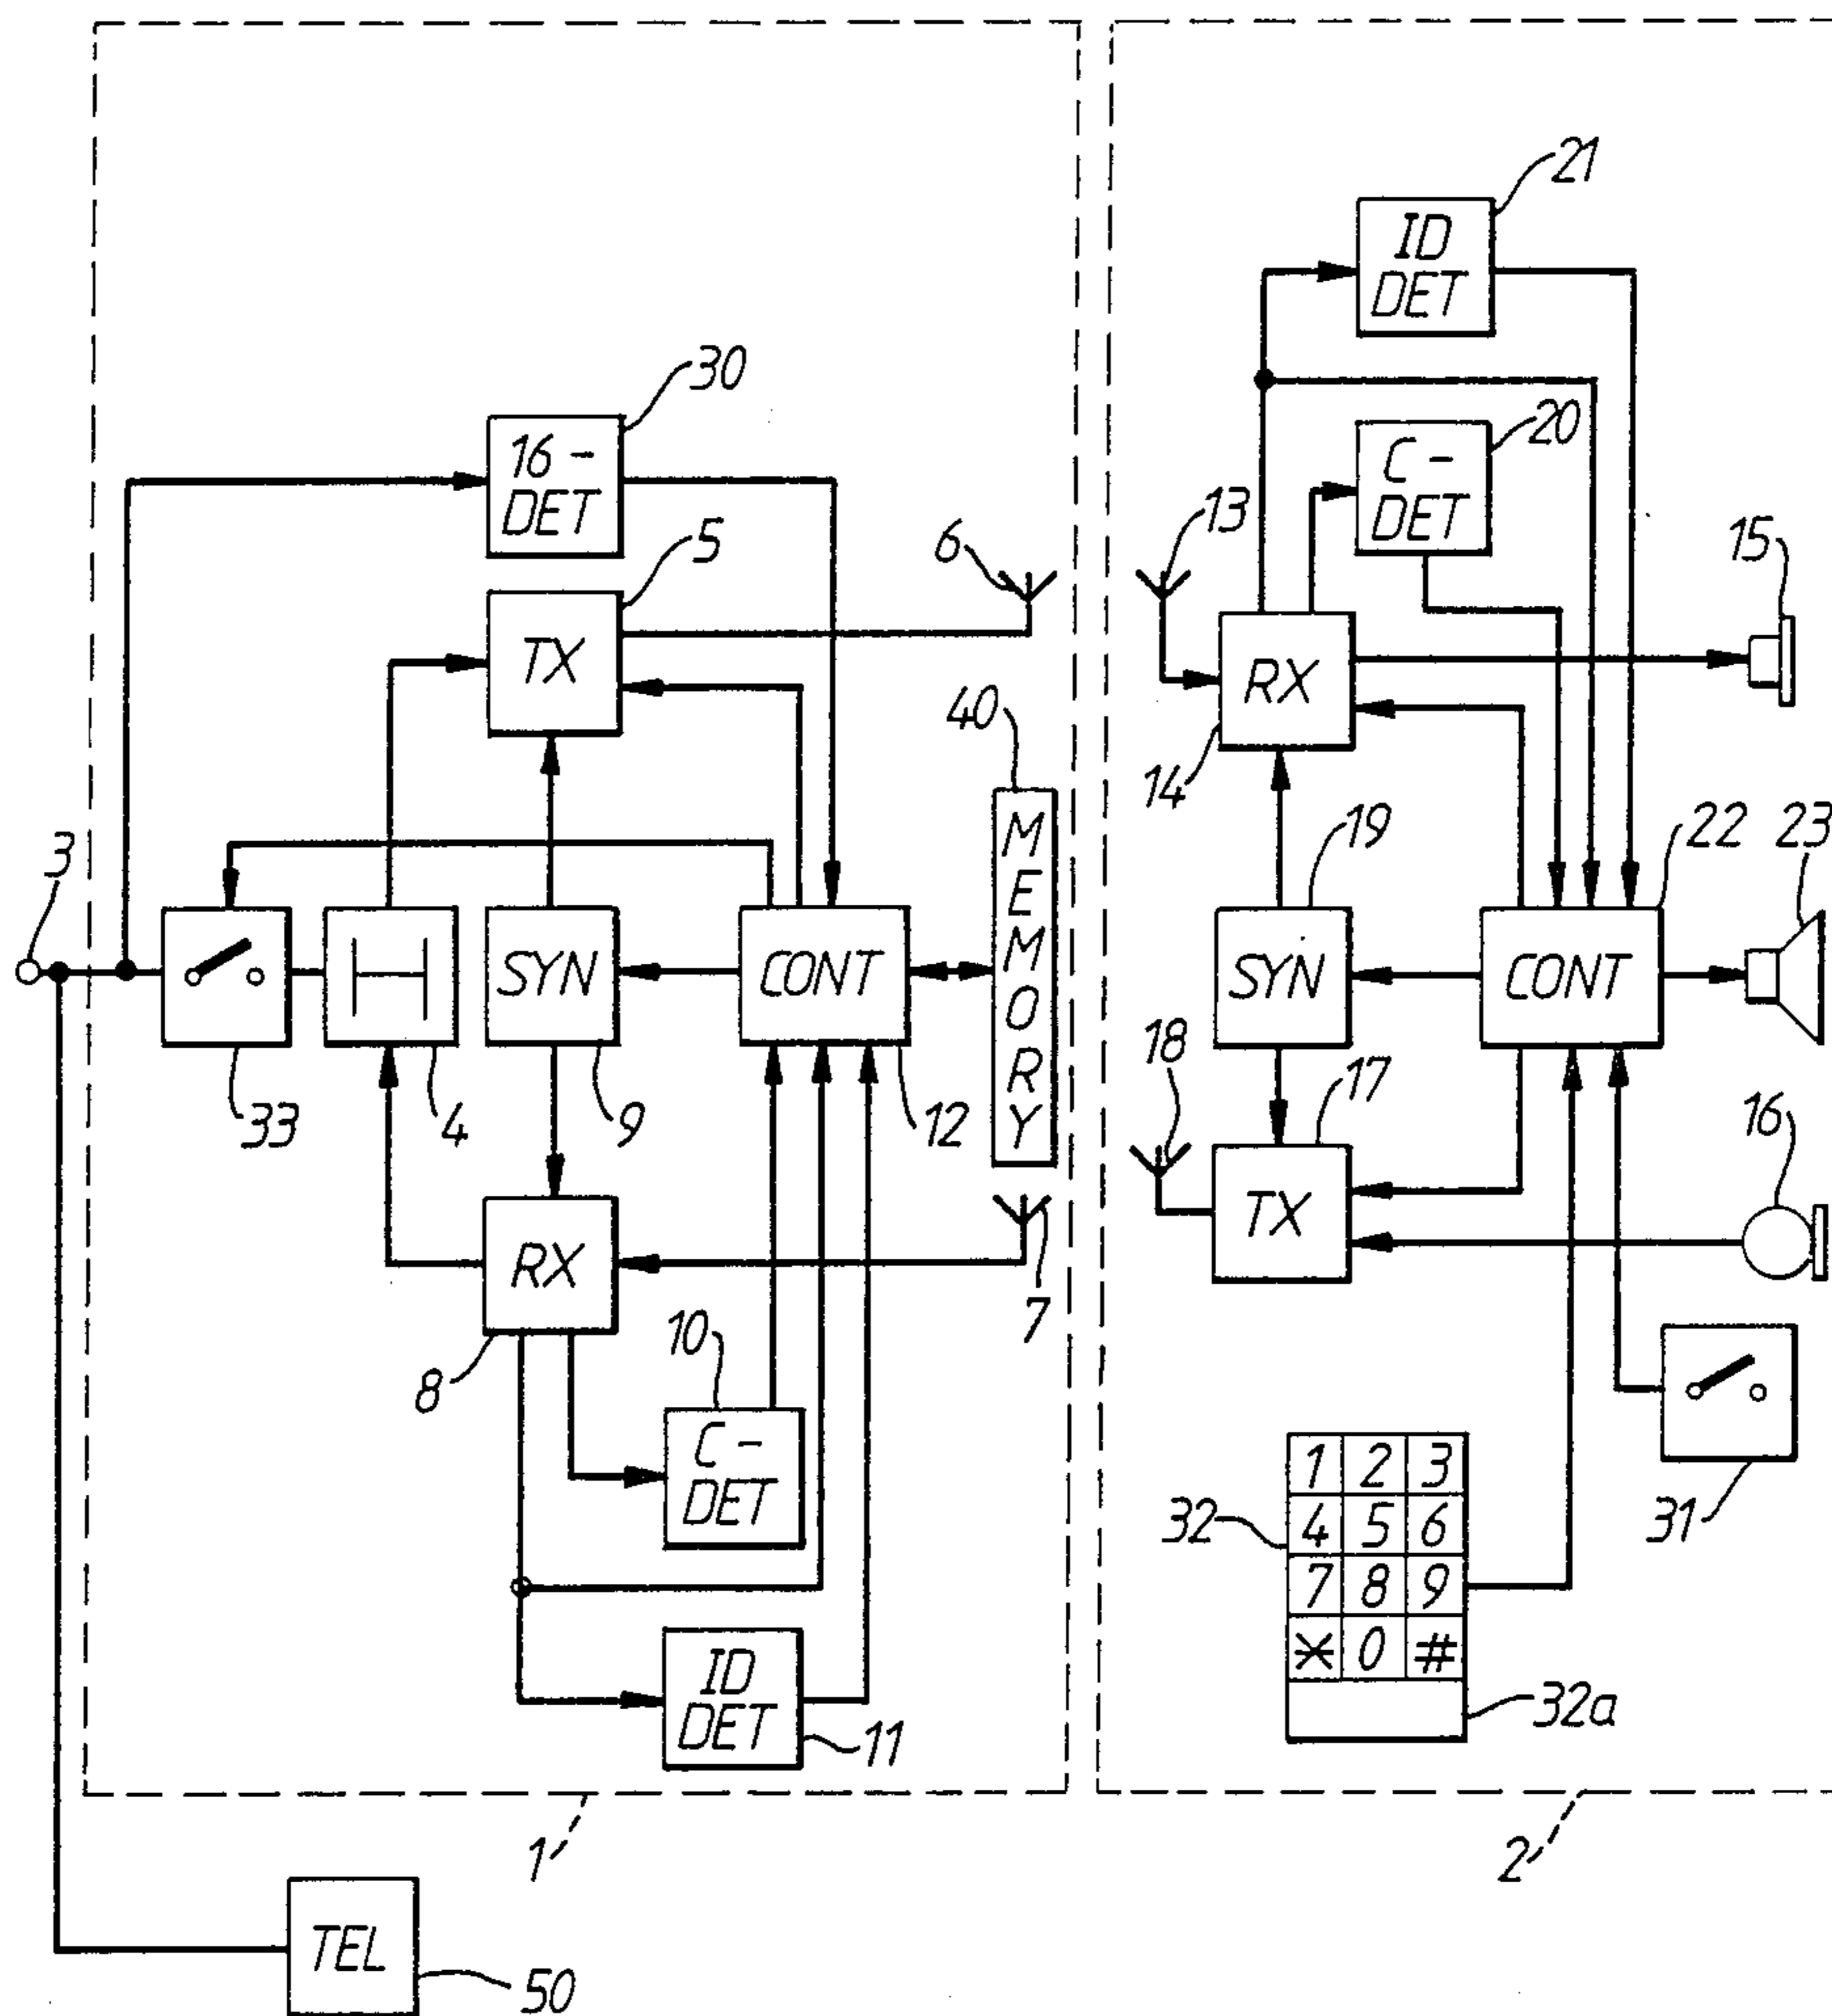 21
ID
DET
30
16-
DET
C-
DET
20
5
6
13
15
TX
RX
40
14
MEMORY
3
19
22
23
SYN
CONT
SYN
CONT
18
33
4
9
12
17
16
TX
RX
7
8
10
C-
DET
1 2 3
4 5 6
7 8 9
* 0 #
32
31
ID
DET
11
32a
1
2
TEL
50